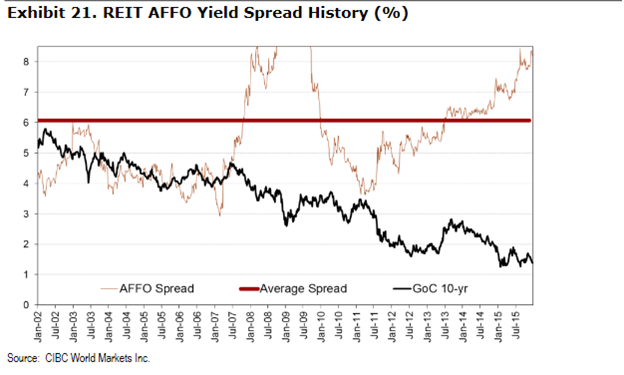 Exhibit 21. REIT AFFO Yield Spread History (%)
8
7
6
5
4
3
2
1
0
AFFO Spread Average Spread GoC 10-yr
Jan-02 Jul-02 Jan-03 Jul-03 Jan-04 Jul-04 Jan-05 Jul-05 Jan-06 Jul-06 Jan-07 Jul-07 Jan-08 Jul-08 Jan-09 Jul-09 Jan-10 Jul-10 Jan-11 Jul-11 Jan-12 Jul-12 Jan-13 Jul-13 Jan-14 Jul-14 Jan-15 Jul-15
Source: CIBC World Markets Inc.